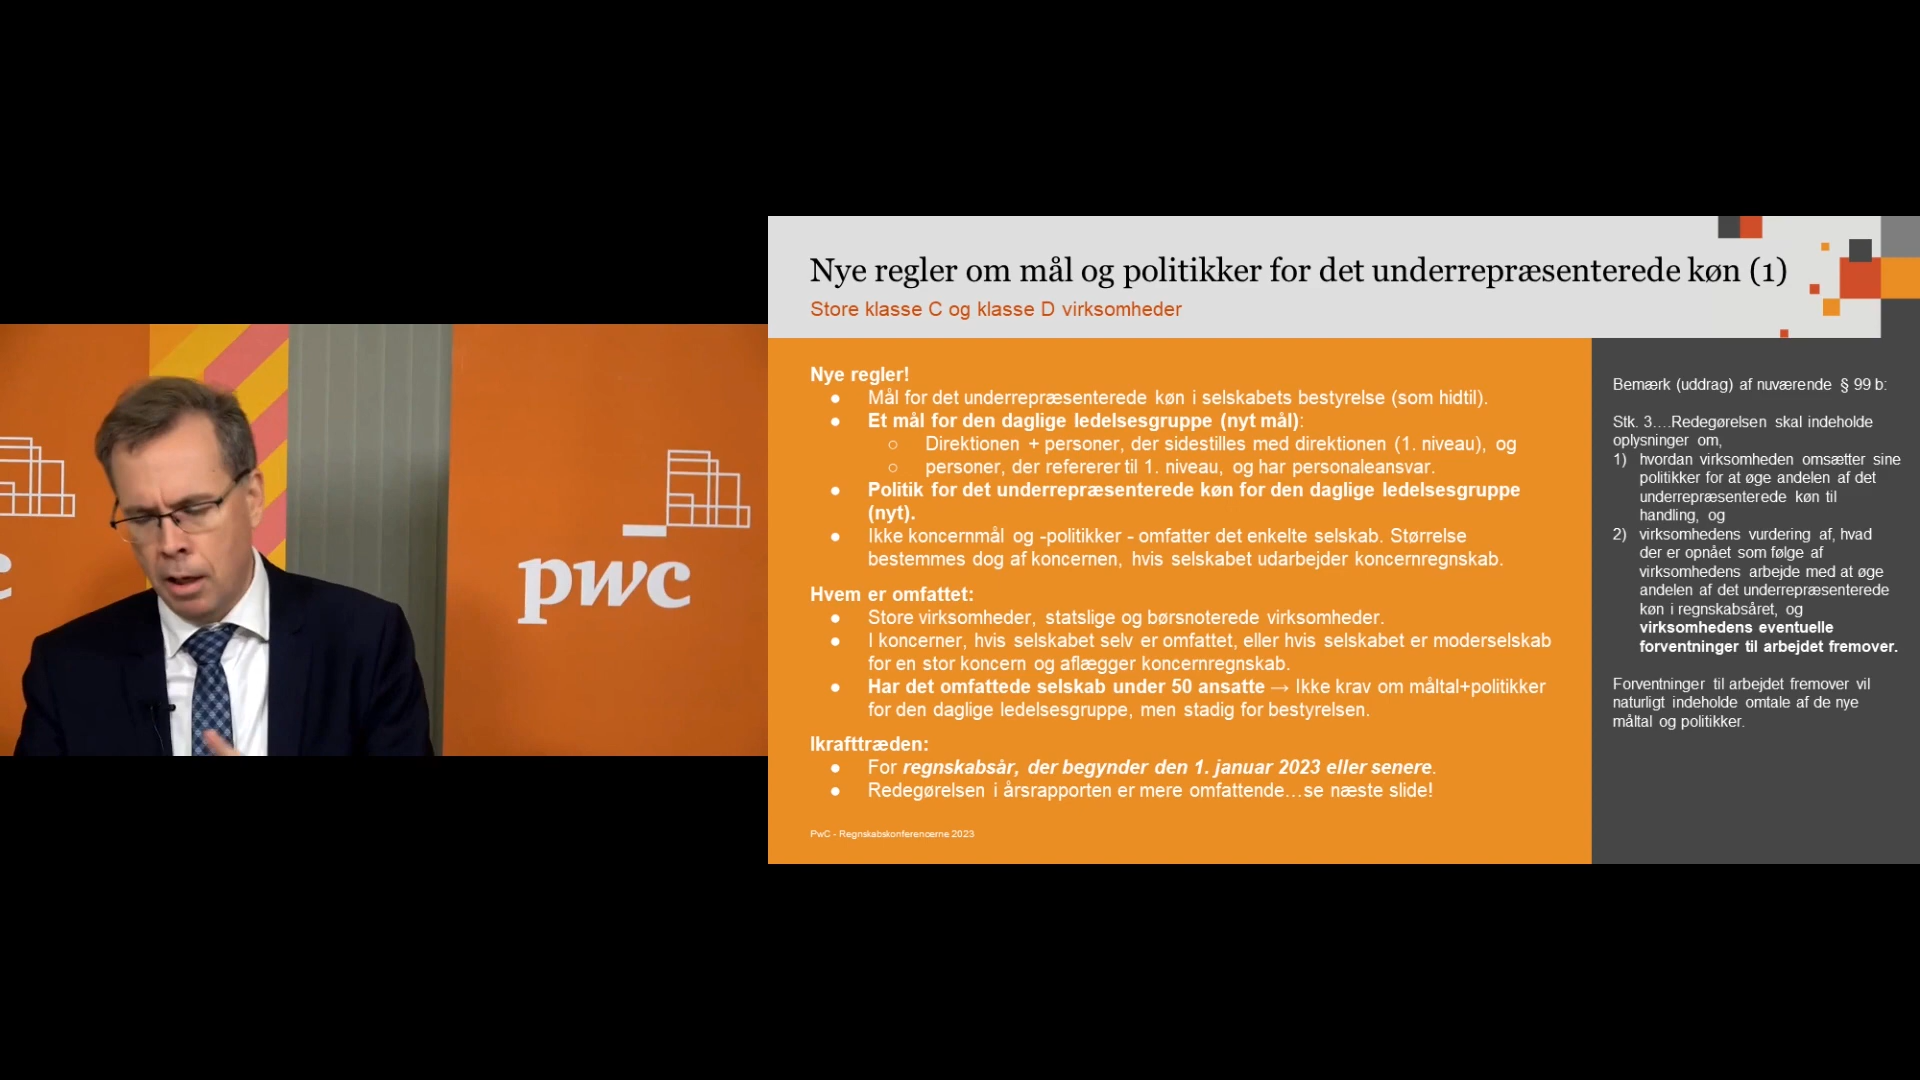 pwc
Nye regler om mål og politikker for det underrepræsenterede køn (1)
Store klasse C og klasse D virksomheder
Nye regler!
● Mål for det underrepræsenterede køn i selskabets bestyrelse (som hidtil).
● Et mål for den daglige ledelsesgruppe (nyt mål):
○ Direktionen + personer, der sidestilles med direktionen (1. niveau), og
○ personer, der refererer til 1. niveau, og har personaleansvar.
● Politik for det underrepræsenterede køn for den daglige ledelsesgruppe
(nyt).
● Ikke koncernmål og -politikker - omfatter det enkelte selskab. Størrelse
bestemmes dog af koncernen, hvis selskabet udarbejder koncernregnskab.
Hvem er omfattet:
● Store virksomheder, statslige og børsnoterede virksomheder.
● I koncerner, hvis selskabet selv er omfattet, eller hvis selskabet er moderselskab
for en stor koncern og aflægger koncernregnskab.
● Har det omfattede selskab under 50 ansatte → Ikke krav om måltal+politikker
for den daglige ledelsesgruppe, men stadig for bestyrelsen.
Ikrafttræden:
● For regnskabsår, der begynder den 1. januar 2023 eller senere.
● Redegørelsen i årsrapporten er mere omfattende…se næste slide!
PwC - Regnskabskonferencerne 2023
Bemærk (uddrag) af nuværende § 99 b:
Stk. 3….Redegørelsen skal indeholde
oplysninger om,
1) hvordan virksomheden omsætter sine
politikker for at øge andelen af det
underrepræsenterede køn til
handling, og
2) virksomhedens vurdering af, hvad
der er opnået som følge af
virksomhedens arbejde med at øge
andelen af det underrepræsenterede
køn i regnskabsåret, og
virksomhedens eventuelle
forventninger til arbejdet fremover.
Forventninger til arbejdet fremover vil
naturligt indeholde omtale af de nye
måltal og politikker.